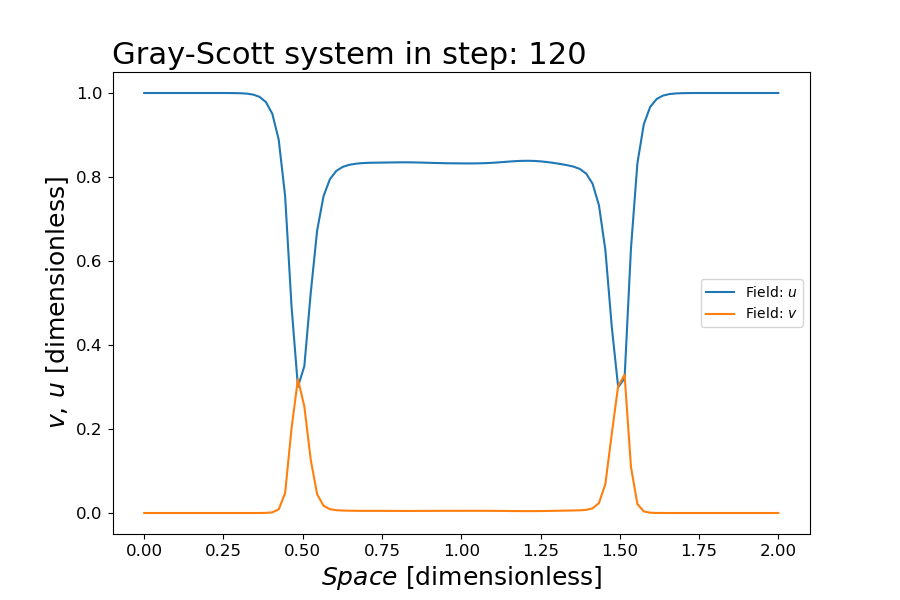 Gray-Scott system in step: 120
v, u [dimensionless]
1.0
0.8
0.6
0.4
0.2
0.0
Field: u
Field: v
0.00 0.25 0.50 0.75 1.00 1.25 1.50 1.75 2.00
Space [dimensionless]